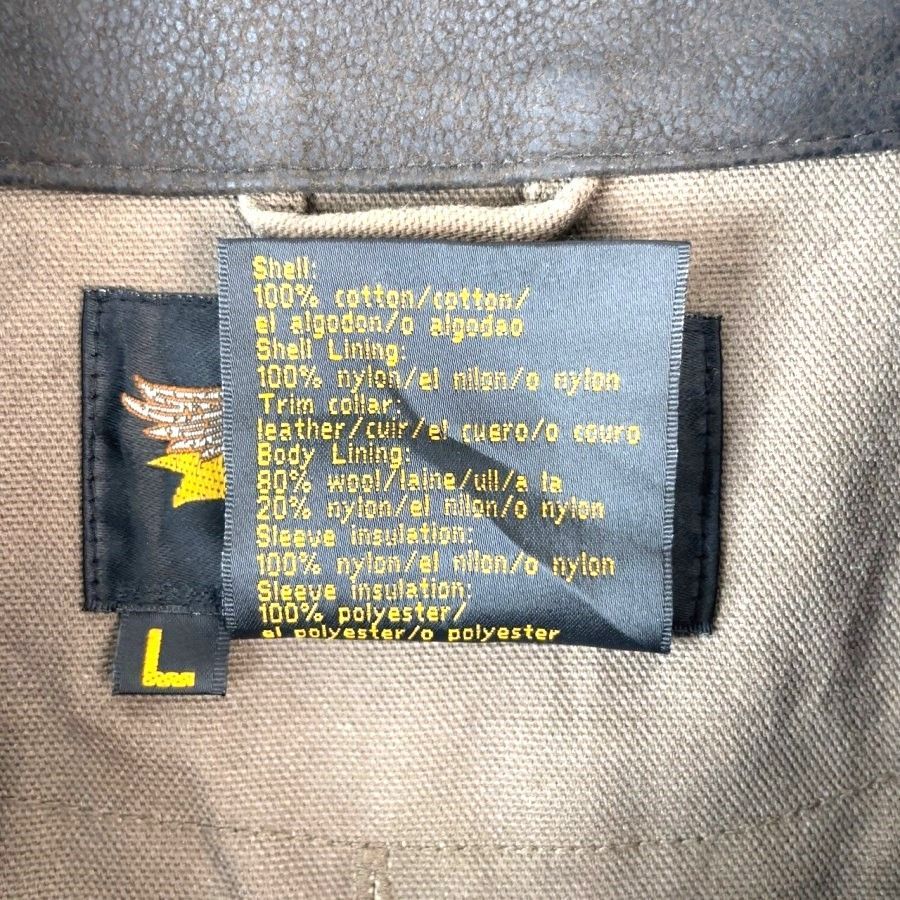 Shell:
100% cotton/cotton/
el algodon/o algodao
Shell Lining:
100% nylon/el nilon/o nylon
Trim collar:
leather/cuir/el cuero/o couro
Body Lining:
80% wool/laine/ull/a la
20% nylon/el nilon/o nylon
Sleeve insulation:
100% nylon/el nilon/o nylon
Sleeve insulation:
100% polyester/
el polyester/o polyester
L